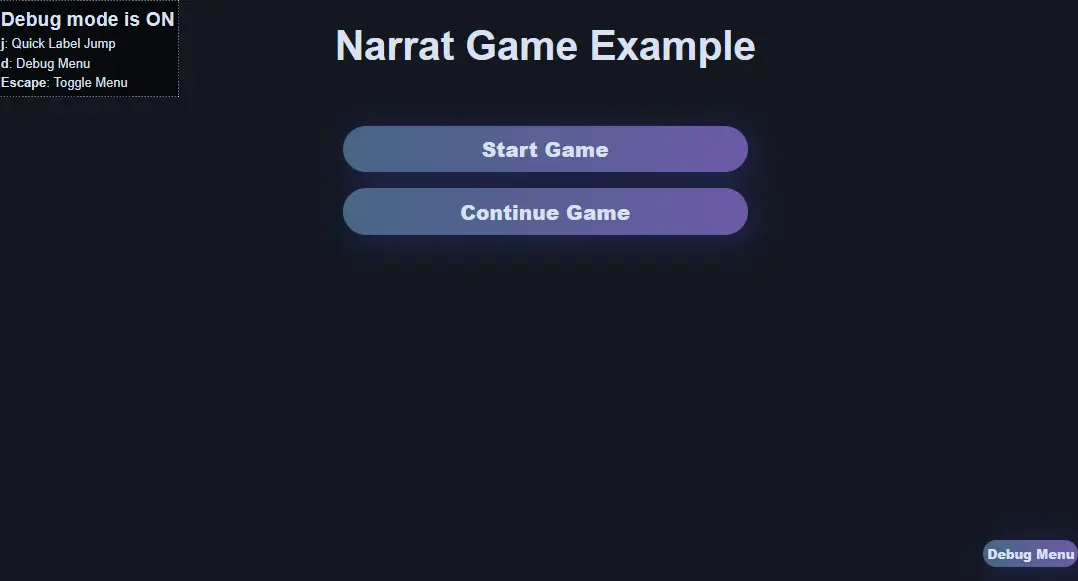 Debug mode is ON
j: Quick Label Jump
d: Debug Menu
Escape: Toggle Menu
Narrat Game Example
Start Game
Continue Game
Debug Menu